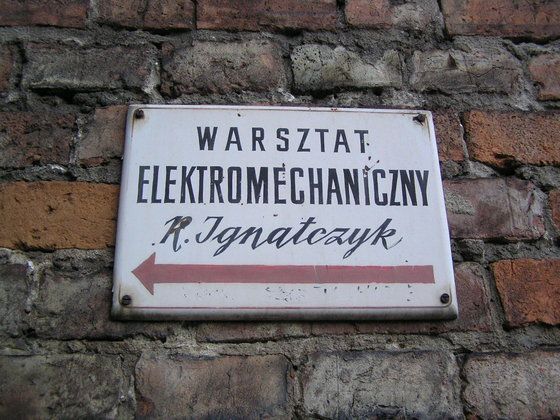 WARSZTAT
ELEKTROMECHANICZNY
R. Ignatczyk